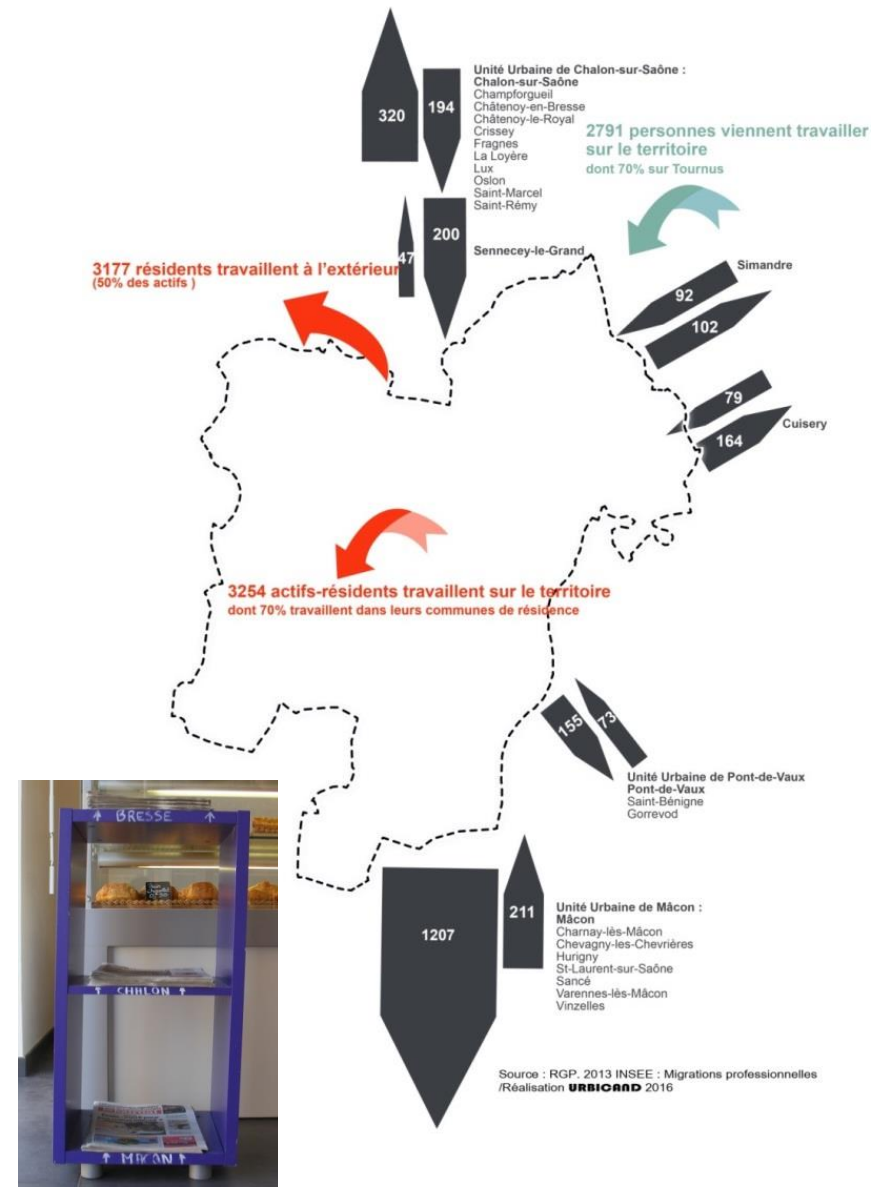 320
194
Unité Urbaine de Chalon-sur-Saône :
Chalon-sur-Saône
Champforgueil
Châtenoy-en-Bresse
Châtenoy-le-Royal
Crissey
Fragnes
La Loyère
Lux
Oslon
Saint-Marcel
Saint-Rémy
2791 personnes viennent travailler
sur le territoire
dont 70% sur Tournus
47
200
Sennecey-le-Grand
3177 résidents travaillent à l'extérieur
(50% des actifs )
Simandre
92
102
79
164
Cuisery
3254 actifs-résidents travaillent sur le territoire
dont 70% travaillent dans leurs communes de résidence
155
73
Unité Urbaine de Pont-de-Vaux
Pont-de-Vaux
Saint-Bénigne
Gorrevod
1207
211
Unité Urbaine de Mâcon :
Mâcon
Charnay-lès-Mâcon
Chevagny-les-Chevrières
Hurigny
St-Laurent-sur-Saône
Sancé
Varennes-lès-Mâcon
Vinzelles
Source : RGP. 2013 INSEE : Migrations professionnelles
/Réalisation URBICAND 2016
↑ BRESSE ↑
↑ CHALON ↑
↑ MACON ↑